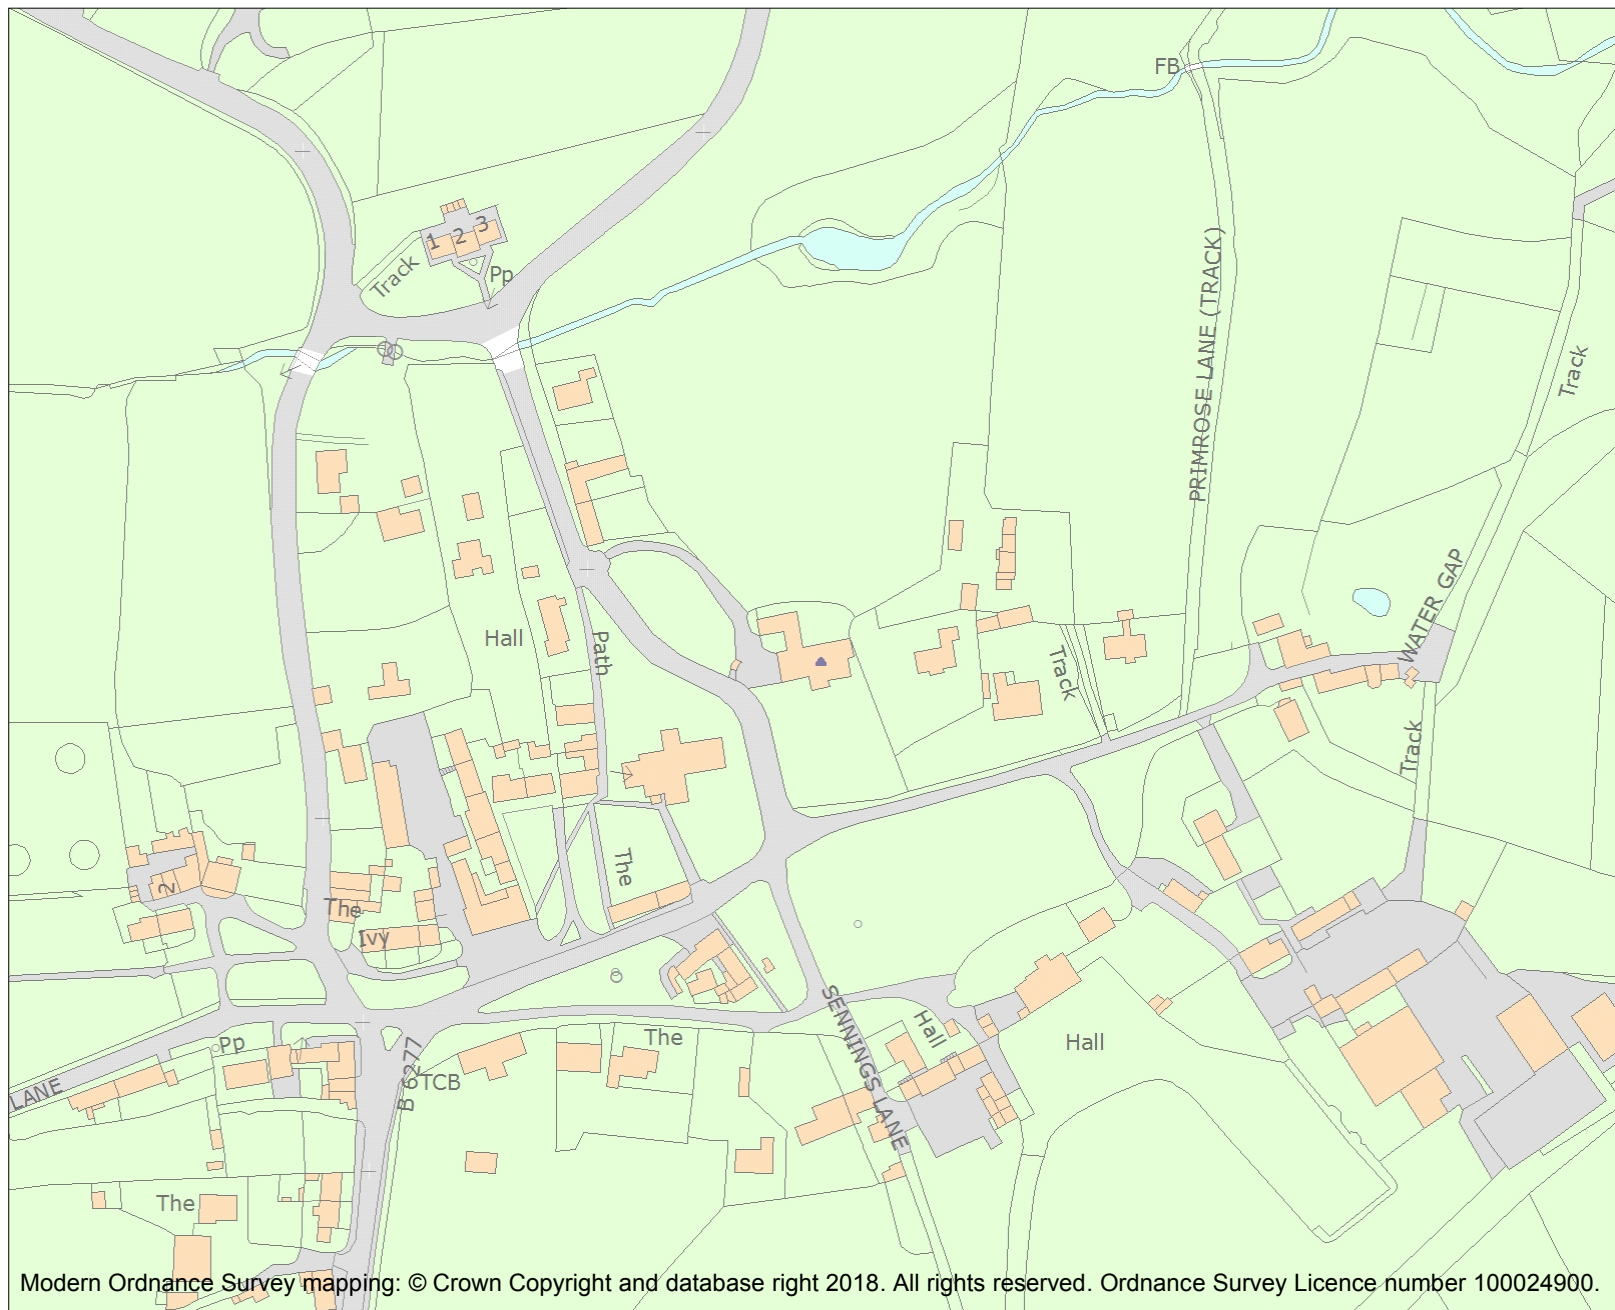 FB
1 2 3
Track
Pp
PRIMROSE LANE (TRACK)
Track
WATER GAP
Hall
Path
Track
Track
The
2
The
Ivy
SENNINGS LANE
Hall
Hall
The
Pp
TCB
B 6277
LANE
The
Modern Ordnance Survey mapping: © Crown Copyright and database right 2018. All rights reserved. Ordnance Survey Licence number 100024900.